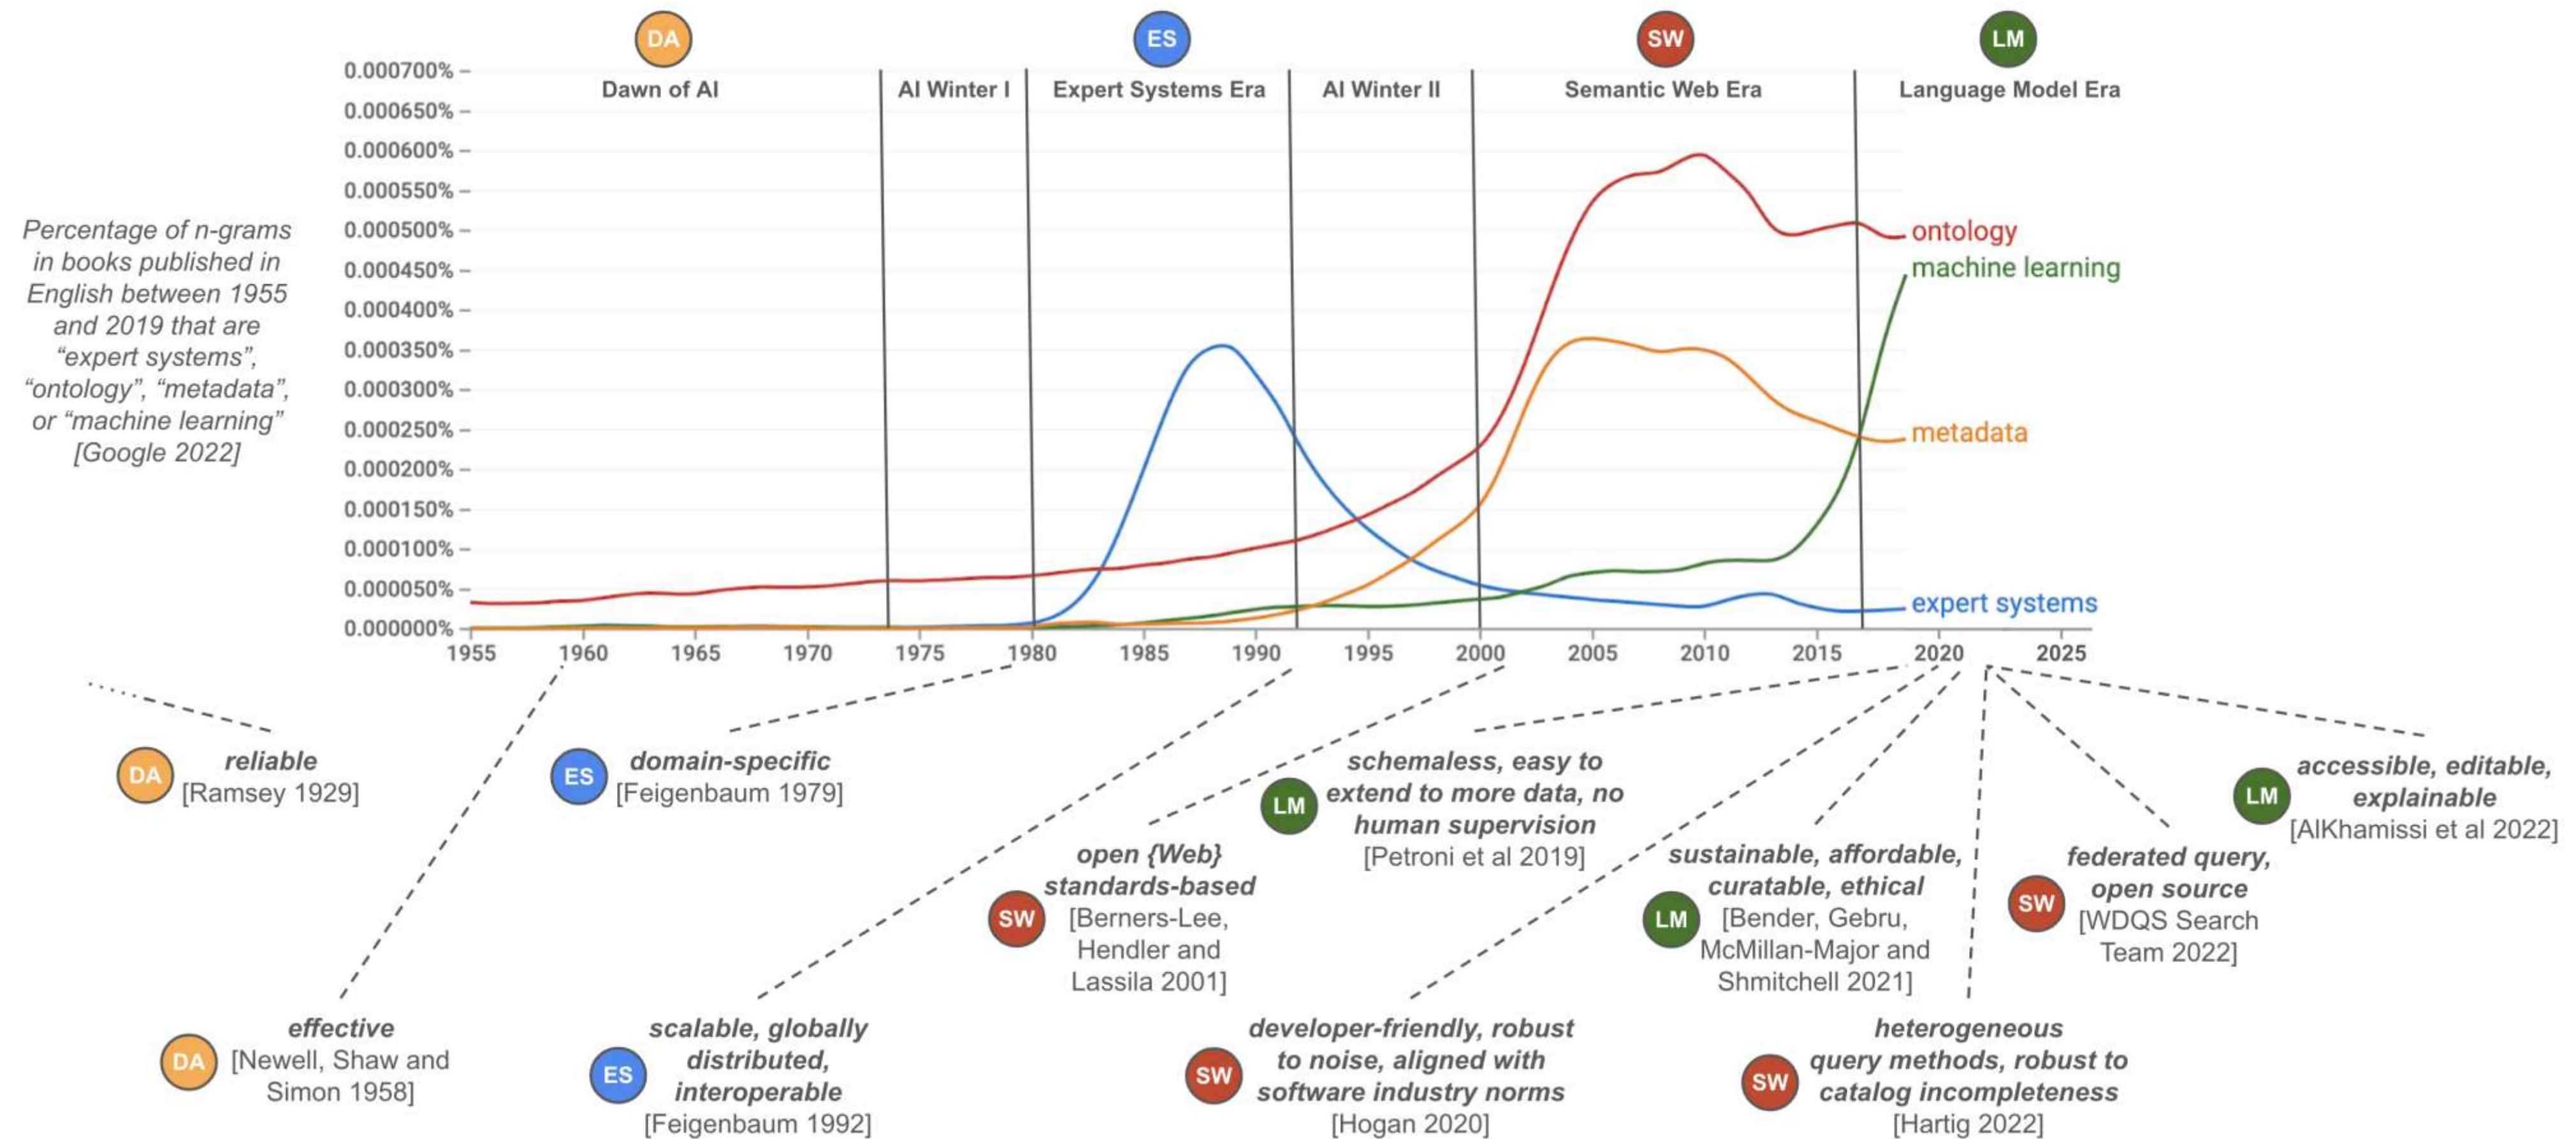 DA
ES
SW
LM
Dawn of AI
AI Winter I
Expert Systems Era
AI Winter II
Semantic Web Era
Language Model Era
0.000700%
0.000650%
0.000600%
0.000550%
0.000500%
0.000450%
0.000400%
0.000350%
0.000300%
0.000250%
0.000200%
0.000150%
0.000100%
0.000050%
0.000000%
Percentage of n-grams
in books published in
English between 1955
and 2019 that are
“expert systems”,
“ontology”, “metadata”,
or “machine learning”
[Google 2022]
ontology
machine learning
metadata
expert systems
1955
1960
1965
1970
1975
1980
1985
1990
1995
2000
2005
2010
2015
2020
2025
DA
reliable
[Ramsey 1929]
DA
effective
[Newell, Shaw and
Simon 1958]
ES
domain-specific
[Feigenbaum 1979]
ES
scalable, globally
distributed,
interoperable
[Feigenbaum 1992]
SW
open {Web}
standards-based
[Berners-Lee,
Hendler and
Lassila 2001]
LM
schemaless, easy to
extend to more data, no
human supervision
[Petroni et al 2019]
SW
developer-friendly, robust
to noise, aligned with
software industry norms
[Hogan 2020]
LM
sustainable, affordable,
curatable, ethical
[Bender, Gebru,
McMillan-Major and
Shmitchell 2021]
SW
heterogeneous
query methods, robust to
catalog incompleteness
[Hartig 2022]
SW
federated query,
open source
[WDQS Search
Team 2022]
LM
accessible, editable,
explainable
[AlKhamissi et al 2022]